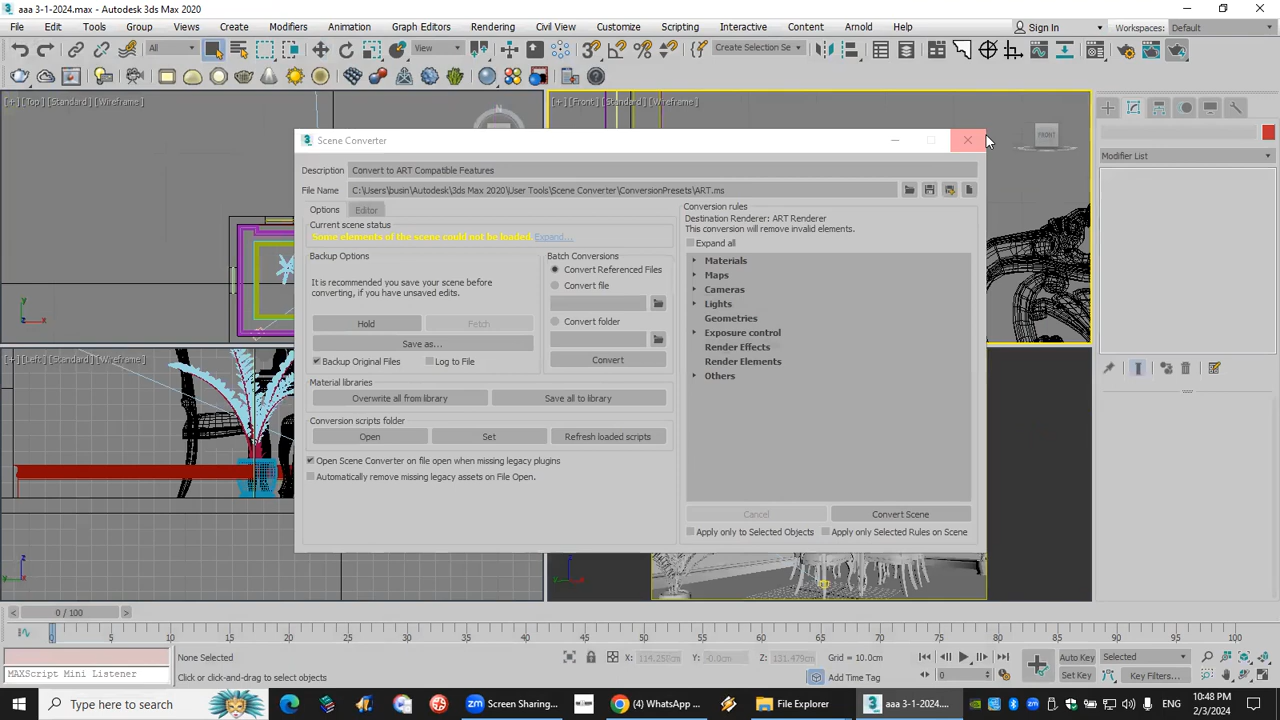 aaa 3-1-2024.max - Autodesk 3ds Max 2020
File Edit Tools Group Views Create Modifiers Animation Graph Editors Rendering Civil View Customize Scripting Interactive Content Arnold Help Sign In Workspaces: Default
All View Create Selection Se
[+] [Top] [Standard] [Wireframe]
[+] [Front] [Standard] [Wireframe]
N
FRONT
Modifier List
Scene Converter
Description Convert to ART Compatible Features
File Name C:\Users\busin\Autodesk\3ds Max 2020\User Tools\Scene Converter\ConversionPresets\ART.ms
Options Editor
Current scene status
Some elements of the scene could not be loaded. Expand...
Backup Options
It is recommended you save your scene before
converting, if you have unsaved edits.
Hold Fetch
Save as...
Backup Original Files Log to File
Batch Conversions
Convert Referenced Files
Convert file
Convert folder
Convert
Material libraries
Overwrite all from library Save all to library
Conversion scripts folder
Open Set Refresh loaded scripts
Open Scene Converter on file open when missing legacy plugins
Automatically remove missing legacy assets on File Open.
Conversion rules
Destination Renderer: ART Renderer
This conversion will remove invalid elements.
Expand all
Materials
Maps
Cameras
Lights
Geometries
Exposure control
Render Effects
Render Elements
Others
Cancel Convert Scene
Apply only to Selected Objects Apply only Selected Rules on Scene
[+] [Left] [Standard] [Wireframe]
y
x
z
y
z
0 / 100
0 5 10 15 20 25 30 35 40 45 50 55 60 65 70 75 80 85 90 95 100
None Selected X: 114.258cm Y: -0.0cm Z: 131.479cm Grid = 10.0cm Auto Key Selected
MAXScript Mini Listener Click or click-and-drag to select objects Add Time Tag 0 Set Key Key Filters...
Type here to search Screen Sharing... (4) WhatsApp ... File Explorer aaa 3-1-2024.... ENG 10:48 PM
2/3/2024